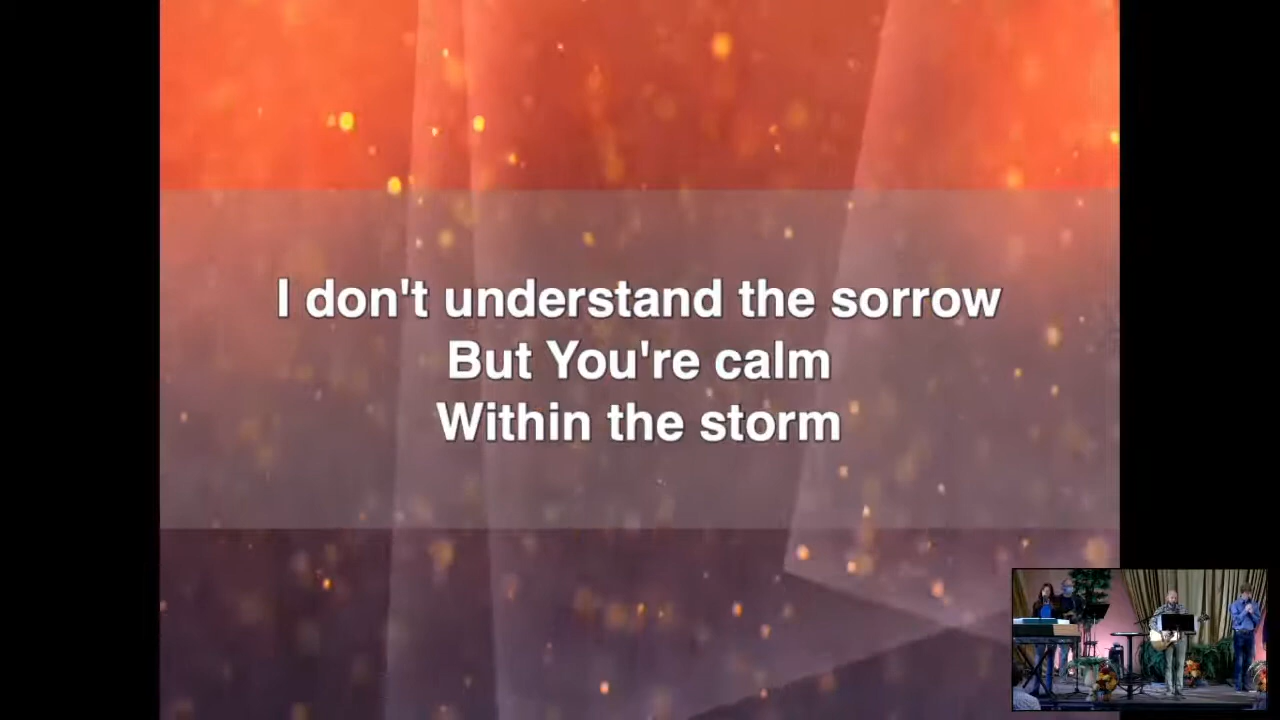 I don't understand the sorrow
But You're calm
Within the storm